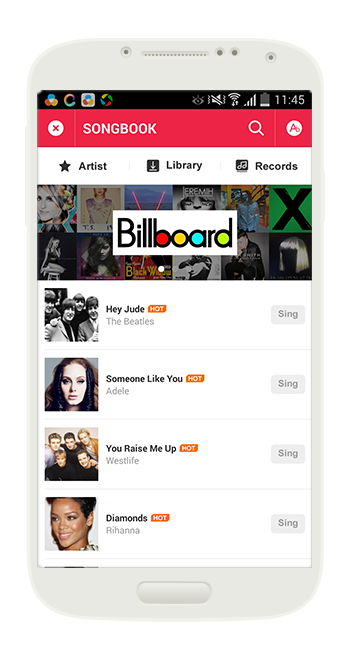 11:45
SONGBOOK
Artist
Library
Records
JEREMIH
T.S.
X
Billboard
Hey Jude HOT
The Beatles
Sing
Someone Like You HOT
Adele
Sing
You Raise Me Up HOT
Westlife
Sing
Diamonds HOT
Rihanna
Sing